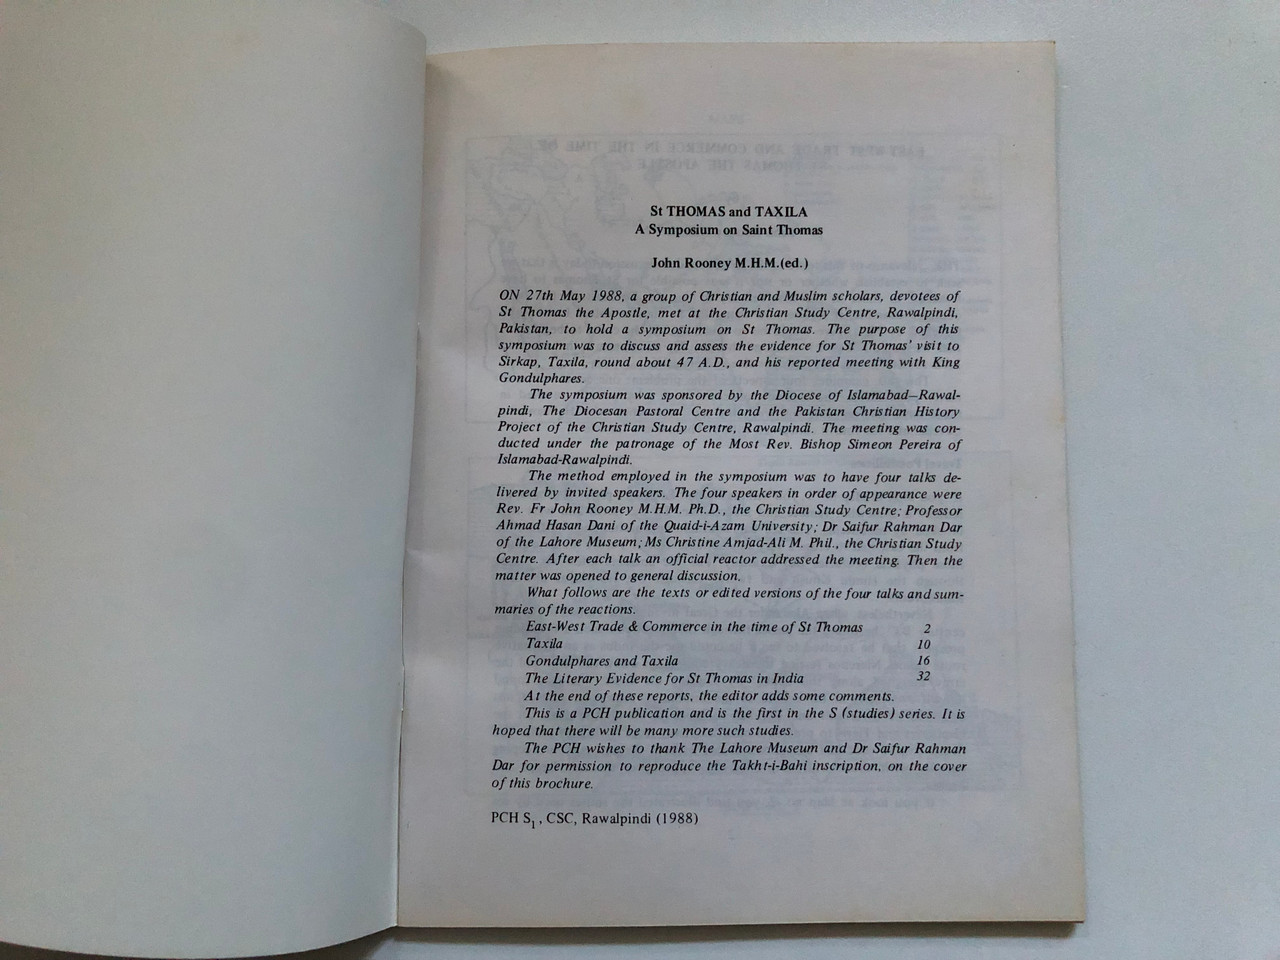 St THOMAS and TAXILA
A Symposium on Saint Thomas
John Rooney M.H.M.(ed.)
ON 27th May 1988, a group of Christian and Muslim scholars, devotees of
St Thomas the Apostle, met at the Christian Study Centre, Rawalpindi,
Pakistan, to hold a symposium on St Thomas. The purpose of this
symposium was to discuss and assess the evidence for St Thomas' visit to
Sirkap, Taxila, round about 47 A.D., and his reported meeting with King
Gondulphares.
The symposium was sponsored by the Diocese of Islamabad–Rawal-
pindi, The Diocesan Pastoral Centre and the Pakistan Christian History
Project of the Christian Study Centre, Rawalpindi. The meeting was con-
ducted under the patronage of the Most Rev. Bishop Simeon Pereira of
Islamabad-Rawalpindi.
The method employed in the symposium was to have four talks de-
livered by invited speakers. The four speakers in order of appearance were
Rev. Fr John Rooney M.H.M. Ph.D., the Christian Study Centre; Professor
Ahmad Hasan Dani of the Quaid-i-Azam University; Dr Saifur Rahman Dar
of the Lahore Museum; Ms Christine Amjad-Ali M. Phil., the Christian Study
Centre. After each talk an official reactor addressed the meeting. Then the
matter was opened to general discussion.
What follows are the texts or edited versions of the four talks and sum-
maries of the reactions.
East-West Trade & Commerce in the time of St Thomas 2
Taxila 10
Gondulphares and Taxila 16
The Literary Evidence for St Thomas in India 32
At the end of these reports, the editor adds some comments.
This is a PCH publication and is the first in the S (studies) series. It is
hoped that there will be many more such studies.
The PCH wishes to thank The Lahore Museum and Dr Saifur Rahman
Dar for permission to reproduce the Takht-i-Bahi inscription, on the cover
of this brochure.
PCH S1, CSC, Rawalpindi (1988)